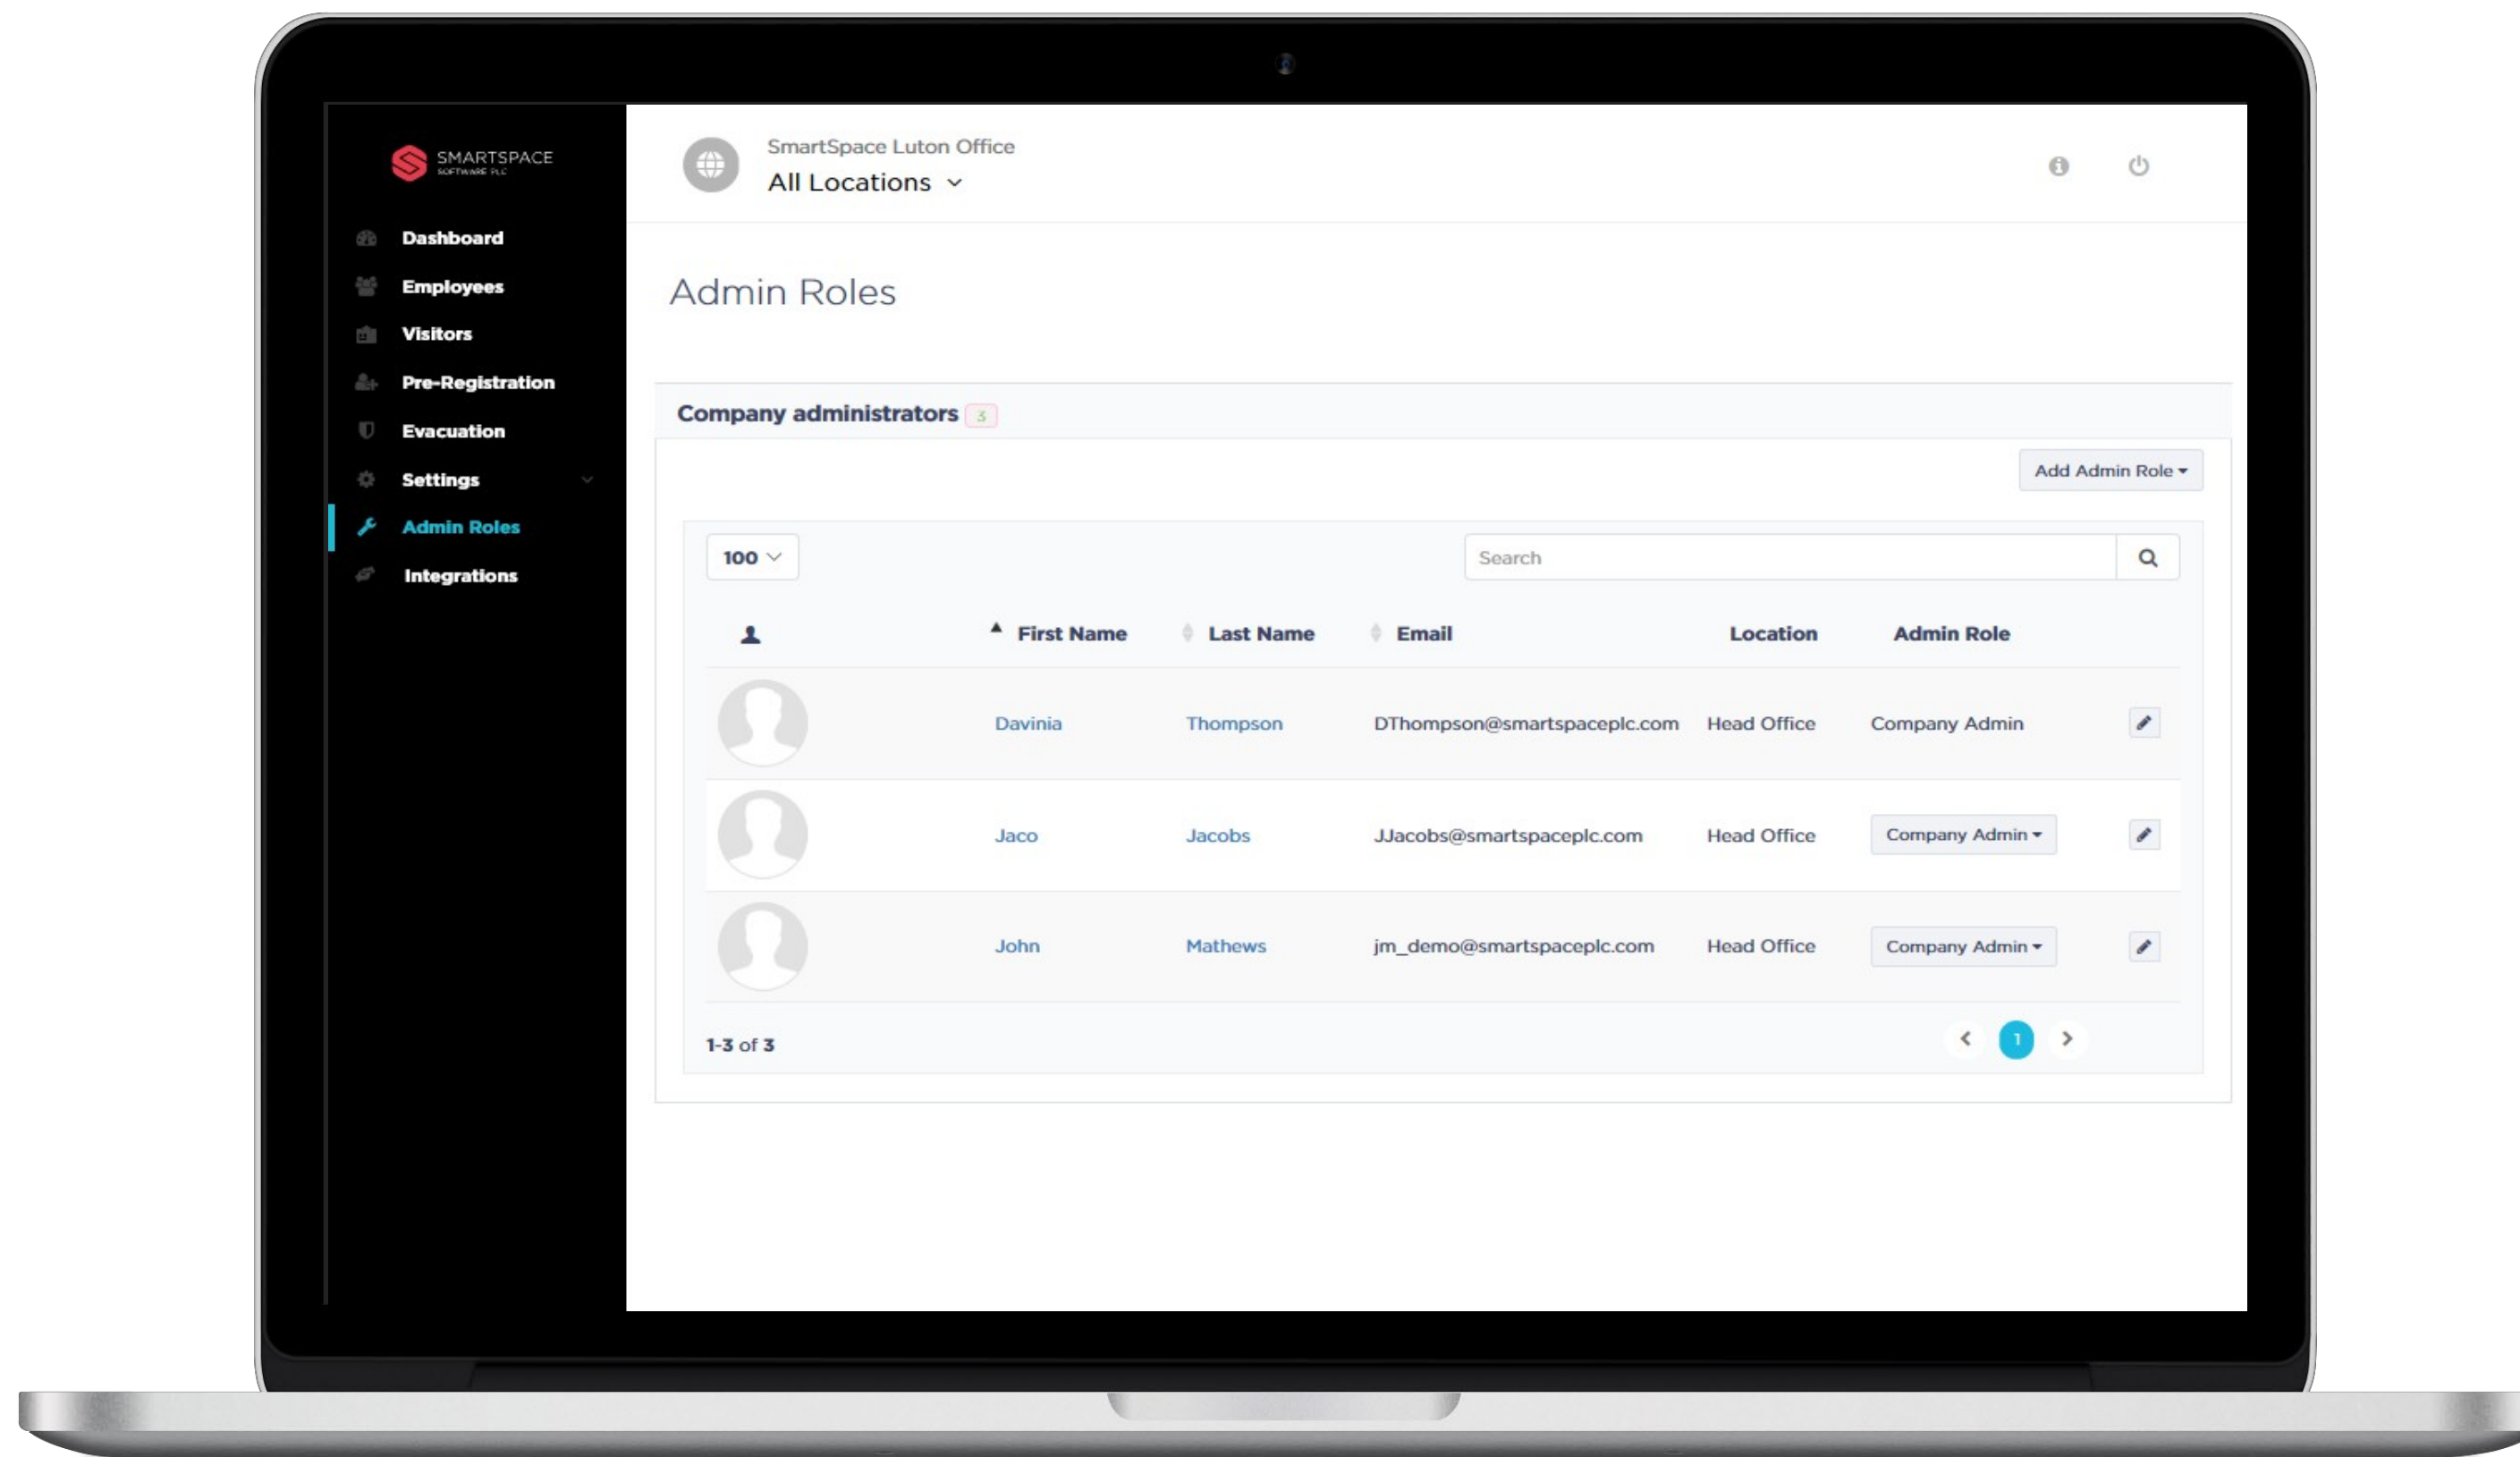 SMARTSPACE
SOFTWARE PLC
Dashboard
Employees
Visitors
Pre-Registration
Evacuation
Settings
Admin Roles
Integrations
SmartSpace Luton Office
All Locations
Admin Roles
Company administrators 3
Add Admin Role
100
Search
First Name Last Name Email Location Admin Role
Davinia Thompson DThompson@smartspaceplc.com Head Office Company Admin
Jaco Jacobs JJacobs@smartspaceplc.com Head Office Company Admin
John Mathews jm_demo@smartspaceplc.com Head Office Company Admin
1-3 of 3
1